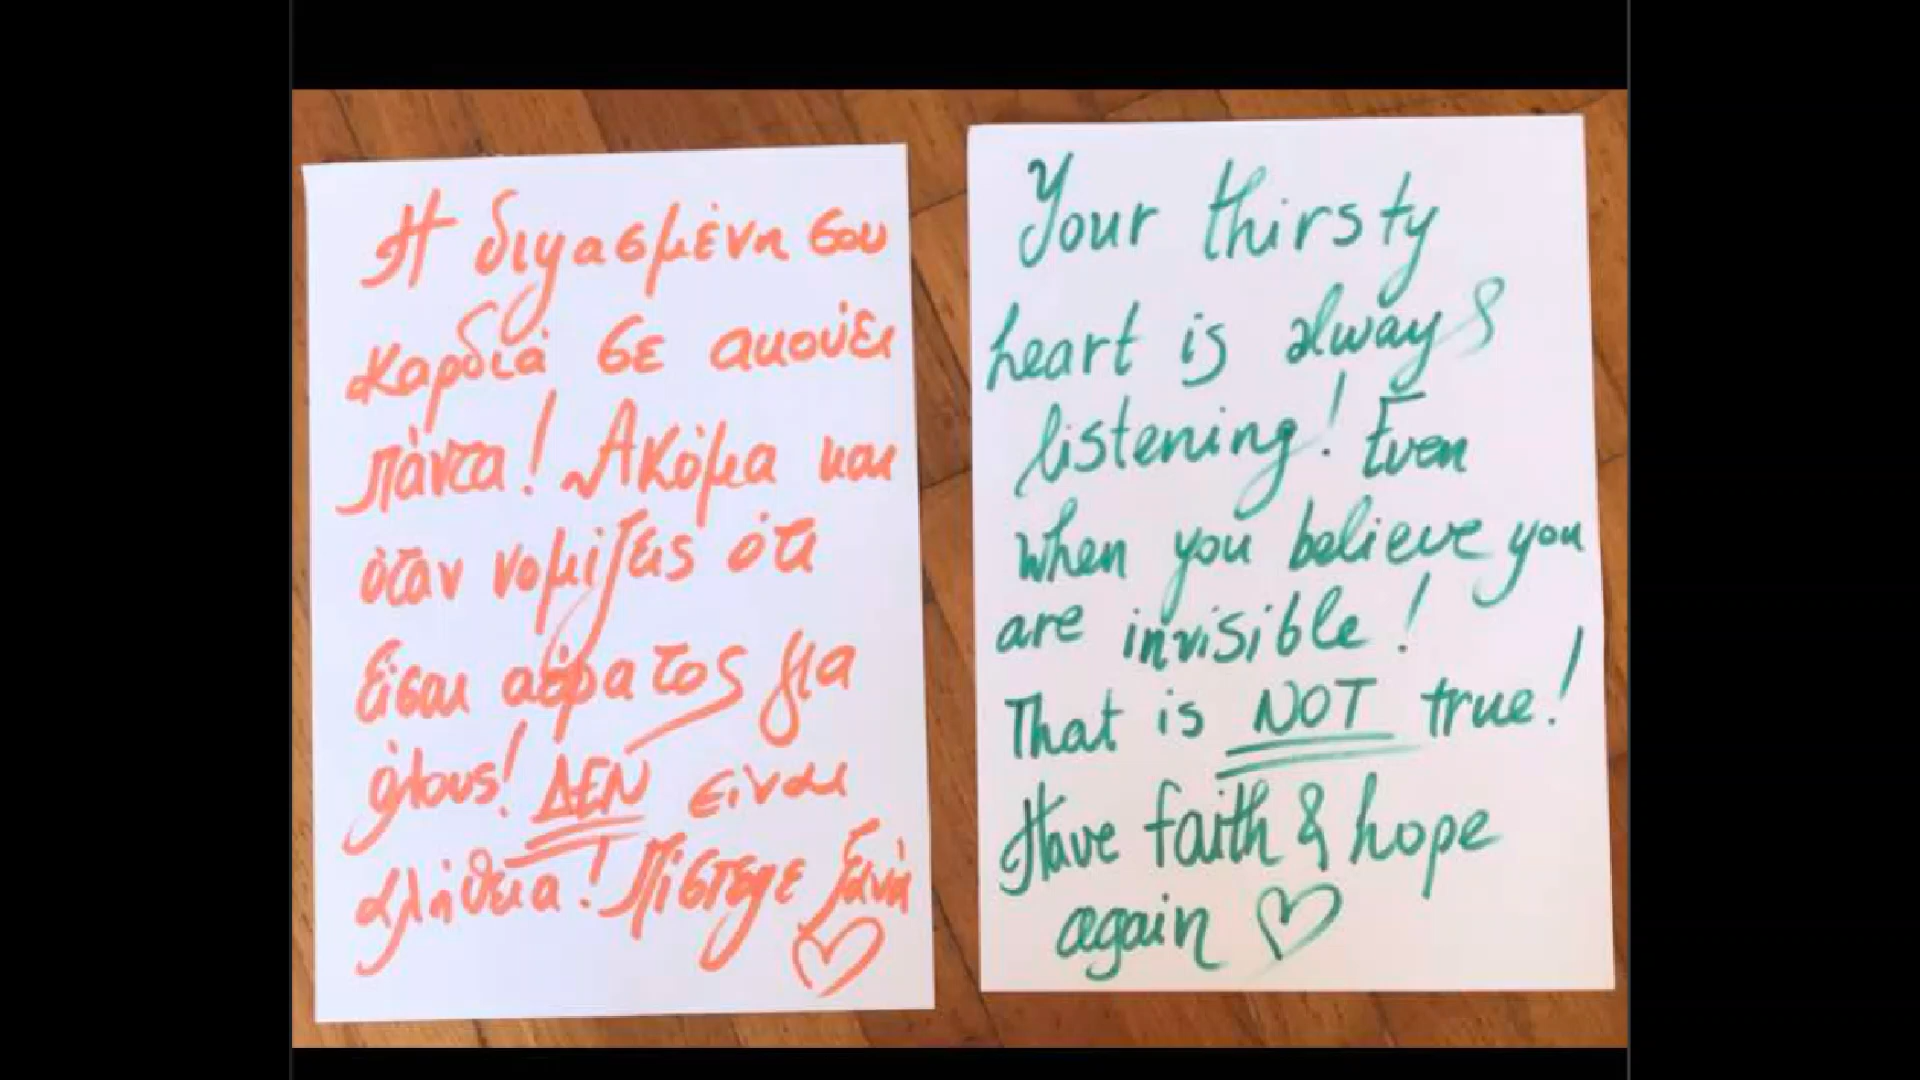 Η διψασμένη σου
καρδιά σε ακούει
πάντα! Ακόμα και
όταν νομίζεις ότι
είσαι αόρατος για
όλους! ΔΕΝ είναι
αλήθεια! Πίστεψε ξανά
Your thirsty
heart is always
listening! Even
when you believe you
are invisible!
That is NOT true!
Have faith & hope
again